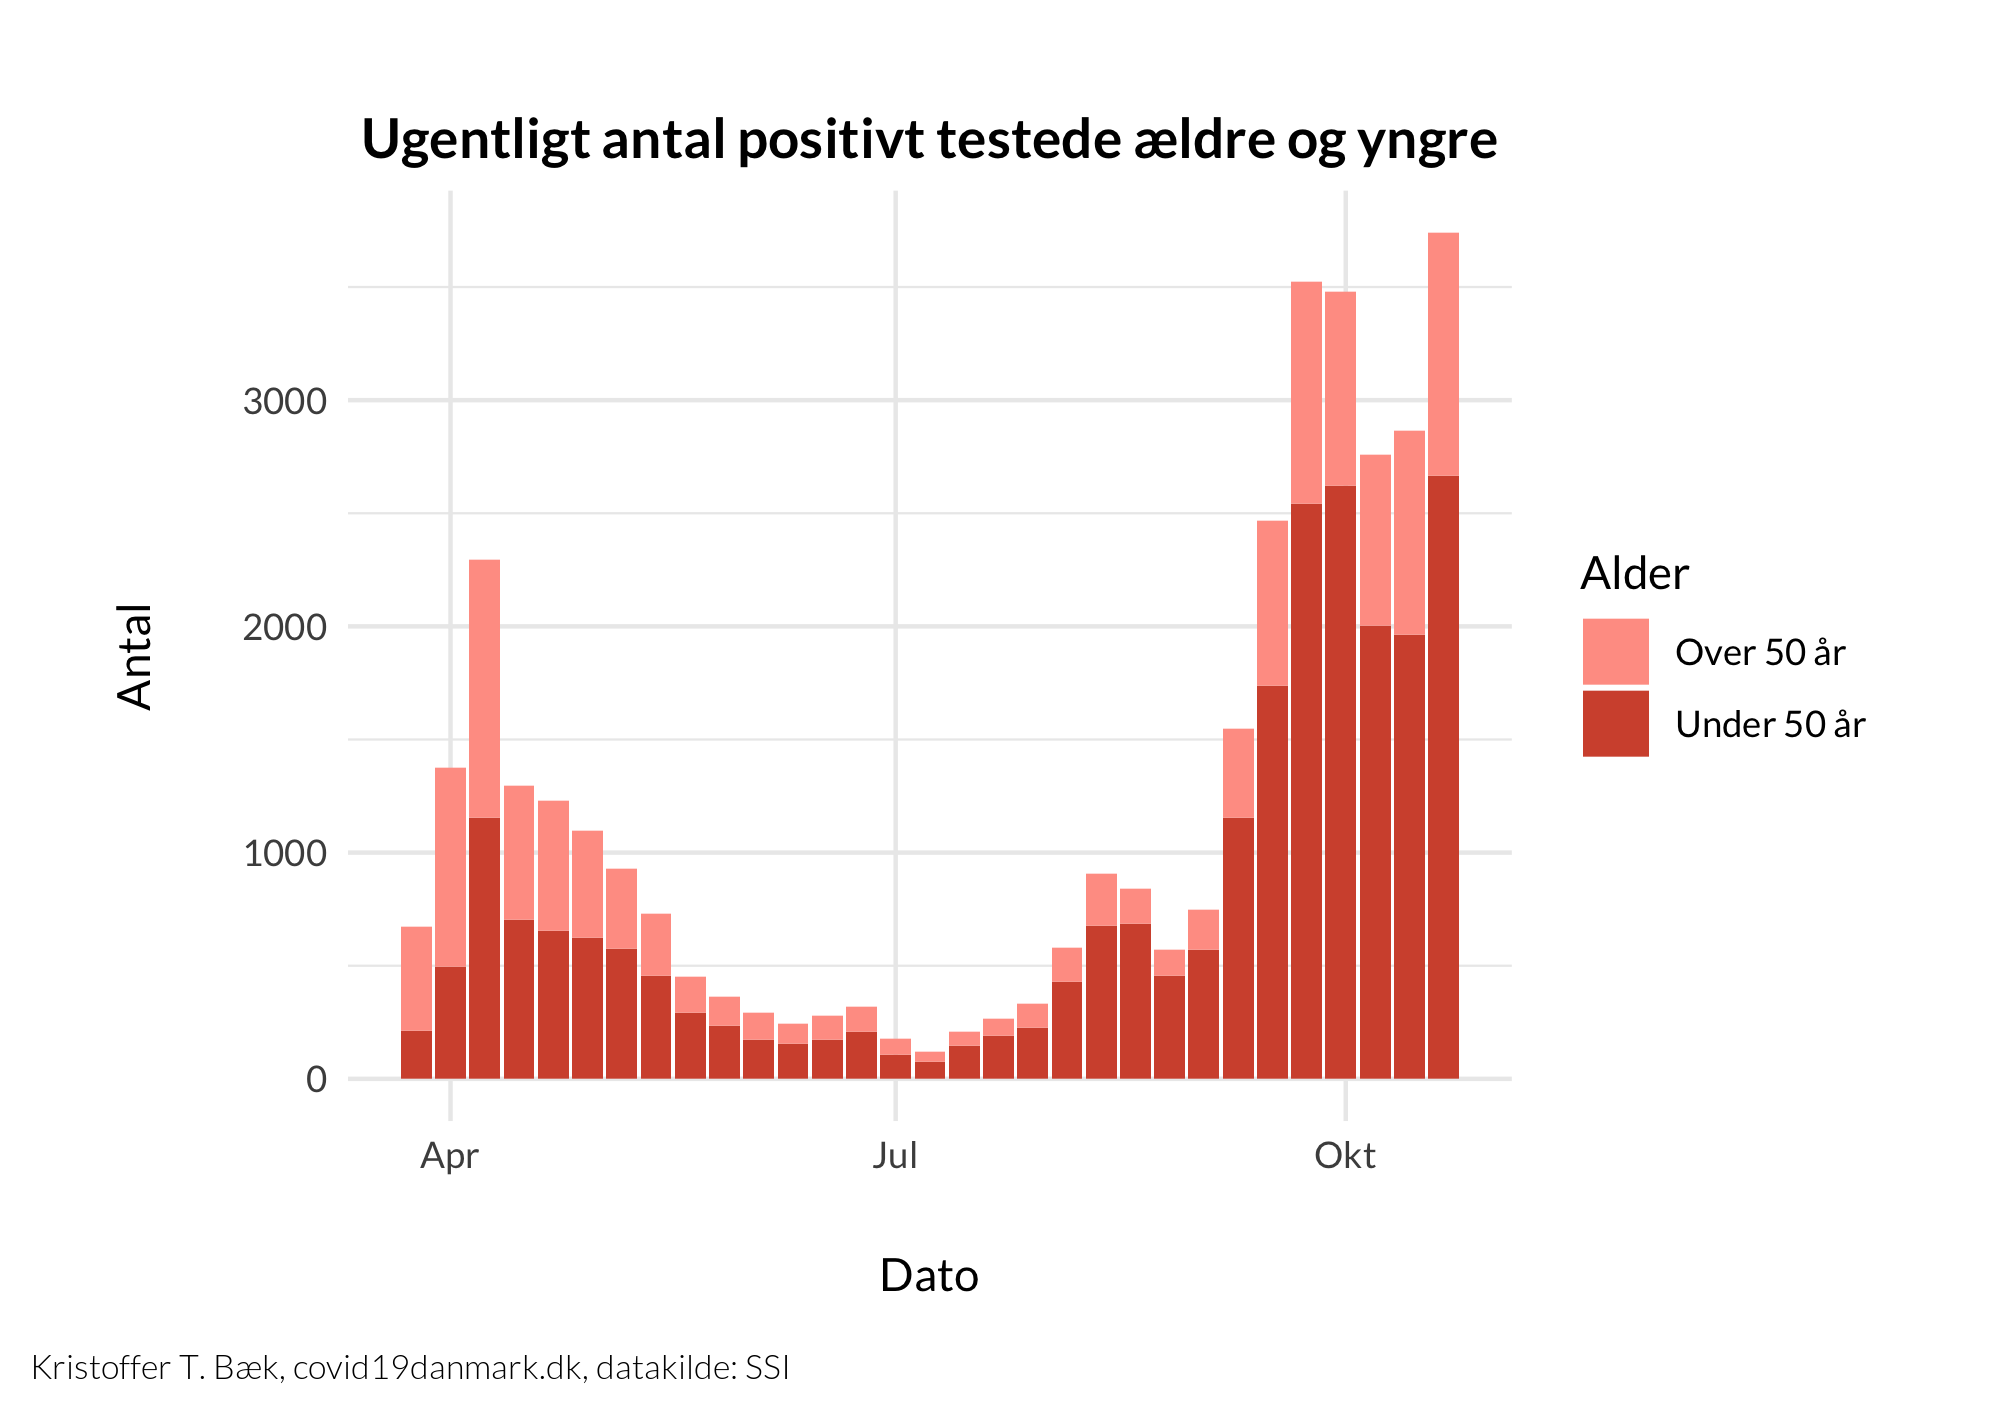 Ugentligt antal positivt testede ældre og yngre
Antal
3000
2000
1000
0
Apr
Jul
Okt
Dato
Alder
Over 50 år
Under 50 år
Kristoffer T. Bæk, covid19danmark.dk, datakilde: SSI